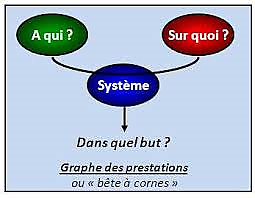 A qui ?
Sur quoi ?
Système
Dans quel but ?
Graphe des prestations
ou « bête à cornes »